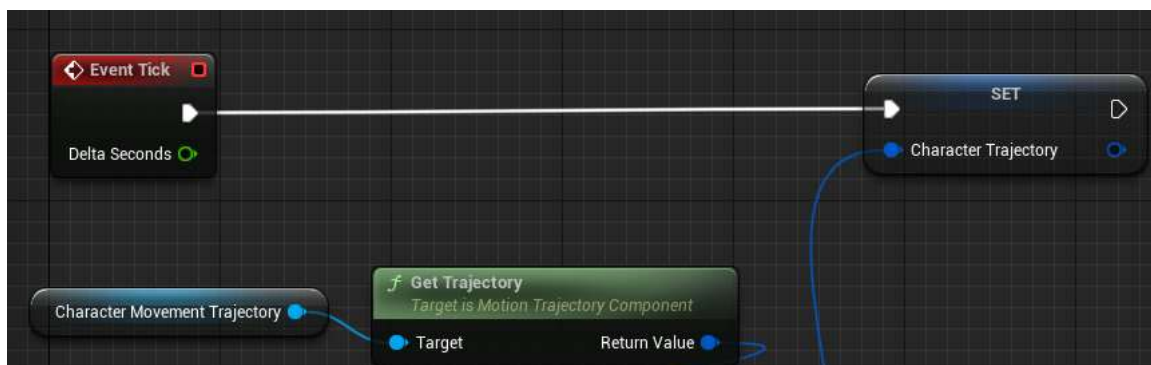 Event Tick
SET
Delta Seconds
Character Trajectory
f Get Trajectory
Target is Motion Trajectory Component
Character Movement Trajectory
Target Return Value